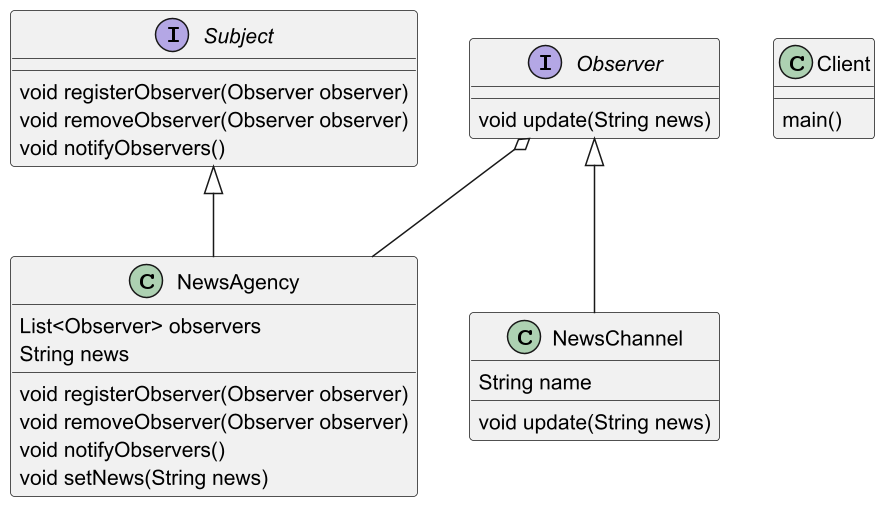 I Subject
void registerObserver(Observer observer)
void removeObserver(Observer observer)
void notifyObservers()
I Observer
void update(String news)
C Client
main()
C NewsAgency
List<Observer> observers
String news
void registerObserver(Observer observer)
void removeObserver(Observer observer)
void notifyObservers()
void setNews(String news)
C NewsChannel
String name
void update(String news)